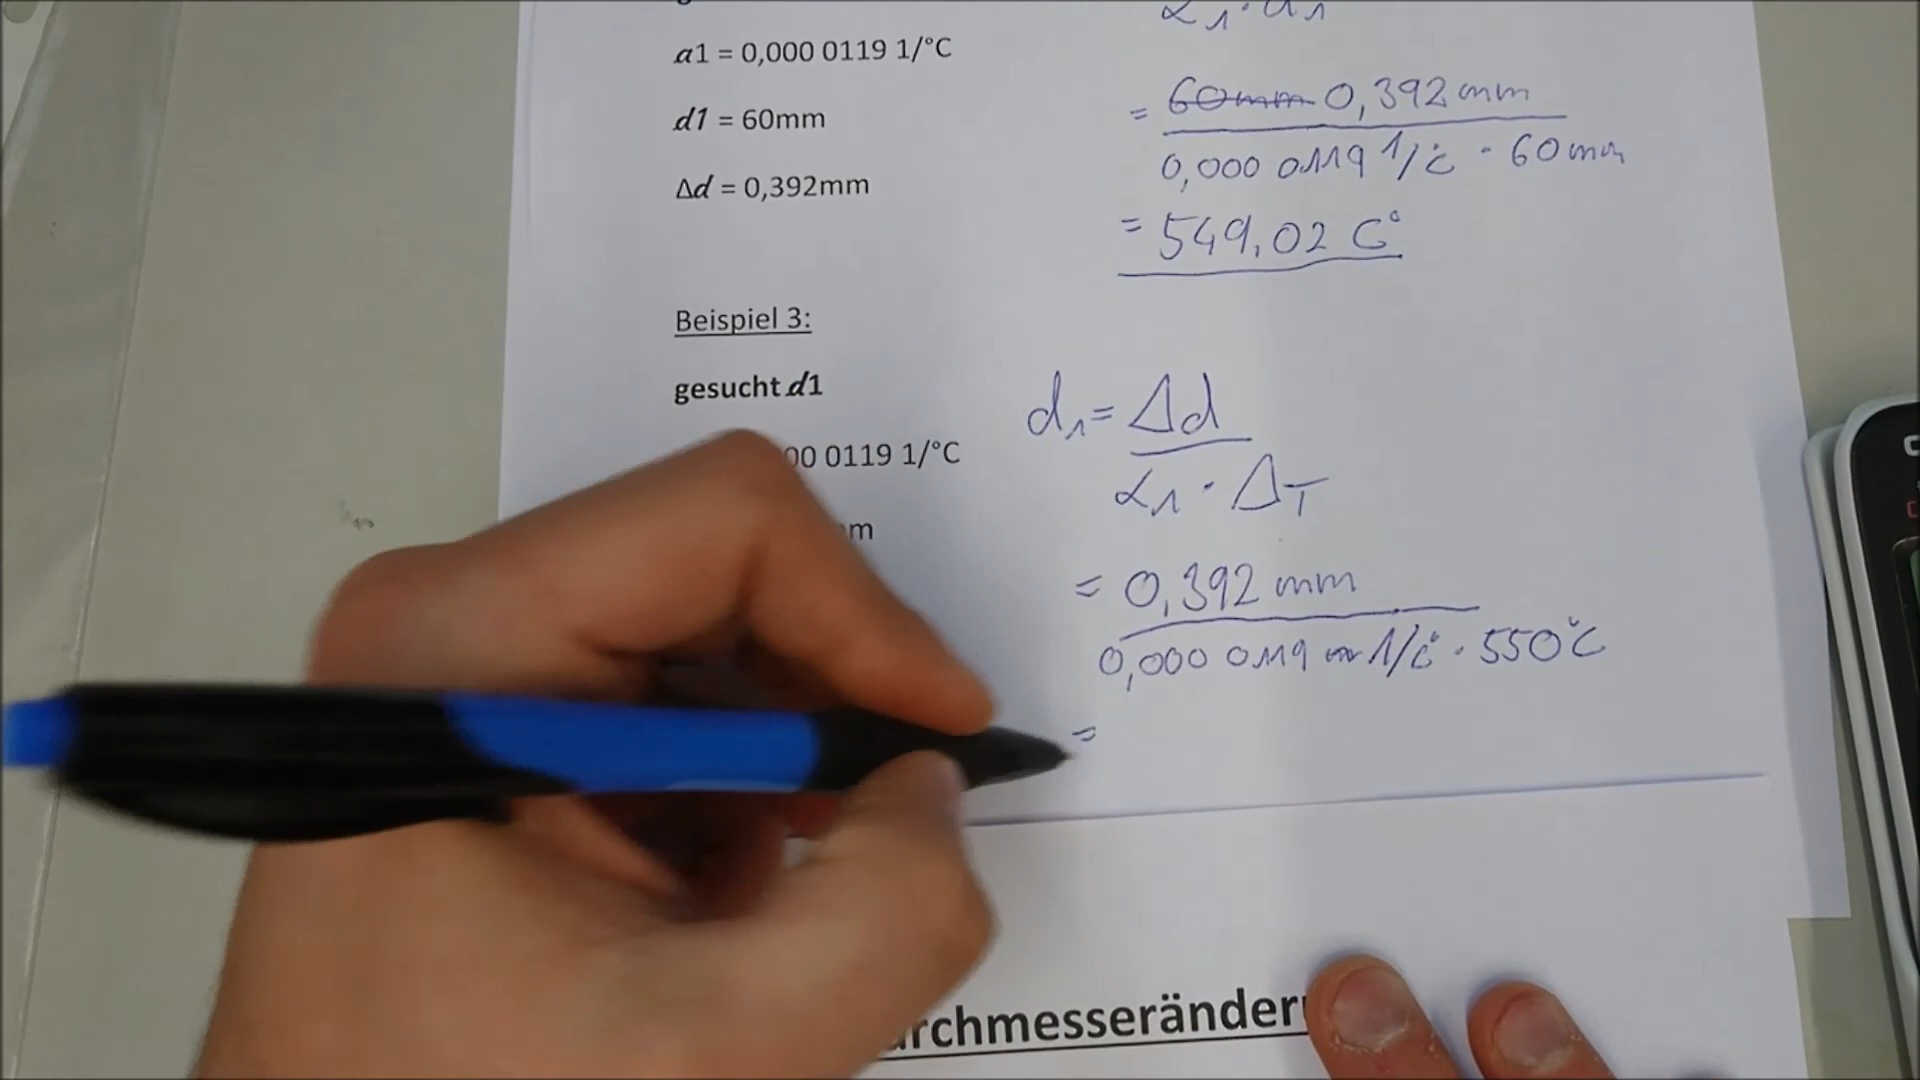 α1 · d1
a1 = 0,000 0119 1/°C
d1 = 60mm
Δd = 0,392mm
= 60mm 0,392 mm
0,000 0119 1/°C · 60 mm
= 549,02 C°
Beispiel 3:
gesucht d1
00 0119 1/°C
m
d1 = Δd
α1 · ΔT
= 0,392 mm
0,000 0119 1/°C · 550°C
=
rchmesseränder